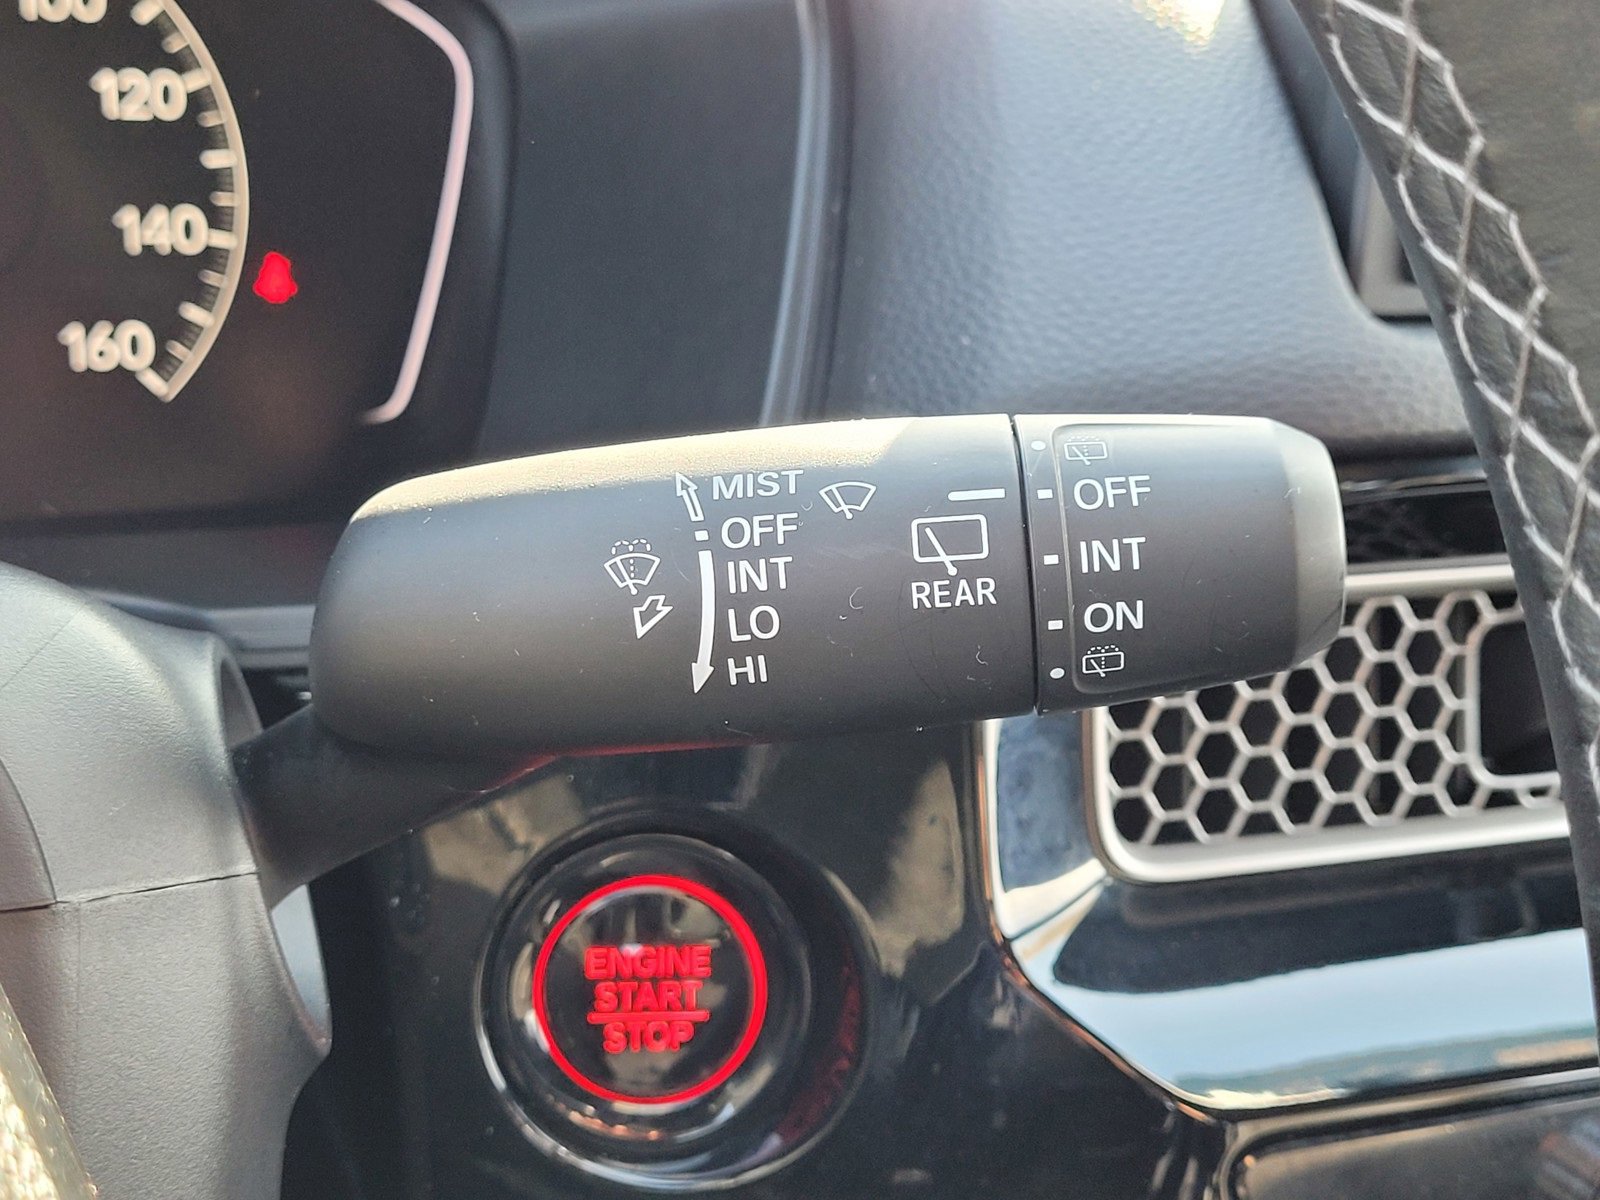 120
140
160
MIST
OFF
INT
LO
HI
REAR
OFF
INT
ON
ENGINE
START
STOP